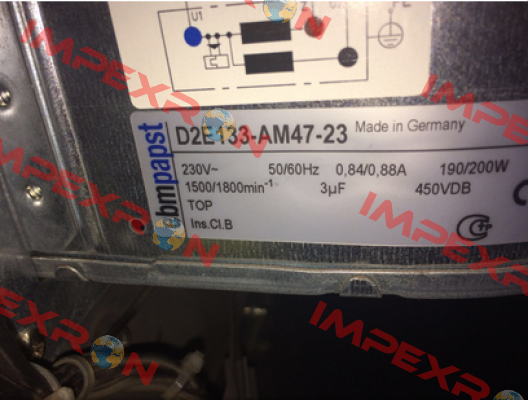 U1
ebmpapst
D2E133-AM47-23 Made in Germany
230V~ 50/60Hz 0,84/0,88A 190/200W
1500/1800min-1 3µF 450VDB
TOP
Ins.Cl.B
IMPEXRON
IMPEXRON
IMPEXRON
IMPEXRON
IMPEXRON